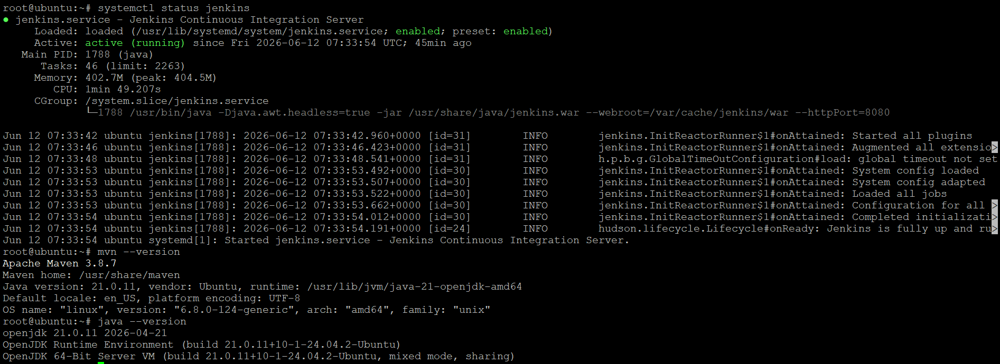 root@ubuntu:~# systemctl status jenkins
● jenkins.service - Jenkins Continuous Integration Server
     Loaded: loaded (/usr/lib/systemd/system/jenkins.service; enabled; preset: enabled)
     Active: active (running) since Fri 2026-06-12 07:33:54 UTC; 45min ago
   Main PID: 1788 (java)
      Tasks: 46 (limit: 2263)
     Memory: 402.7M (peak: 404.5M)
        CPU: 1min 49.207s
     CGroup: /system.slice/jenkins.service
             └─1788 /usr/bin/java -Djava.awt.headless=true -jar /usr/share/java/jenkins.war --webroot=/var/cache/jenkins/war --httpPort=8080

Jun 12 07:33:42 ubuntu jenkins[1788]: 2026-06-12 07:33:42.960+0000 [id=31]        INFO        jenkins.InitReactorRunner$1#onAttained: Started all plugins
Jun 12 07:33:46 ubuntu jenkins[1788]: 2026-06-12 07:33:46.423+0000 [id=31]        INFO        jenkins.InitReactorRunner$1#onAttained: Augmented all extensio>
Jun 12 07:33:48 ubuntu jenkins[1788]: 2026-06-12 07:33:48.541+0000 [id=31]        INFO        h.p.b.g.GlobalTimeOutConfiguration#load: global timeout not set
Jun 12 07:33:53 ubuntu jenkins[1788]: 2026-06-12 07:33:53.492+0000 [id=30]        INFO        jenkins.InitReactorRunner$1#onAttained: System config loaded
Jun 12 07:33:53 ubuntu jenkins[1788]: 2026-06-12 07:33:53.507+0000 [id=30]        INFO        jenkins.InitReactorRunner$1#onAttained: System config adapted
Jun 12 07:33:53 ubuntu jenkins[1788]: 2026-06-12 07:33:53.522+0000 [id=30]        INFO        jenkins.InitReactorRunner$1#onAttained: Loaded all jobs
Jun 12 07:33:53 ubuntu jenkins[1788]: 2026-06-12 07:33:53.662+0000 [id=30]        INFO        jenkins.InitReactorRunner$1#onAttained: Configuration for all >
Jun 12 07:33:54 ubuntu jenkins[1788]: 2026-06-12 07:33:54.012+0000 [id=30]        INFO        jenkins.InitReactorRunner$1#onAttained: Completed initializati>
Jun 12 07:33:54 ubuntu jenkins[1788]: 2026-06-12 07:33:54.191+0000 [id=24]        INFO        hudson.lifecycle.Lifecycle#onReady: Jenkins is fully up and ru>
Jun 12 07:33:54 ubuntu systemd[1]: Started jenkins.service - Jenkins Continuous Integration Server.
root@ubuntu:~# mvn --version
Apache Maven 3.8.7
Maven home: /usr/share/maven
Java version: 21.0.11, vendor: Ubuntu, runtime: /usr/lib/jvm/java-21-openjdk-amd64
Default locale: en_US, platform encoding: UTF-8
OS name: "linux", version: "6.8.0-124-generic", arch: "amd64", family: "unix"
root@ubuntu:~# java --version
openjdk 21.0.11 2026-04-21
OpenJDK Runtime Environment (build 21.0.11+10-1-24.04.2-Ubuntu)
OpenJDK 64-Bit Server VM (build 21.0.11+10-1-24.04.2-Ubuntu, mixed mode, sharing)